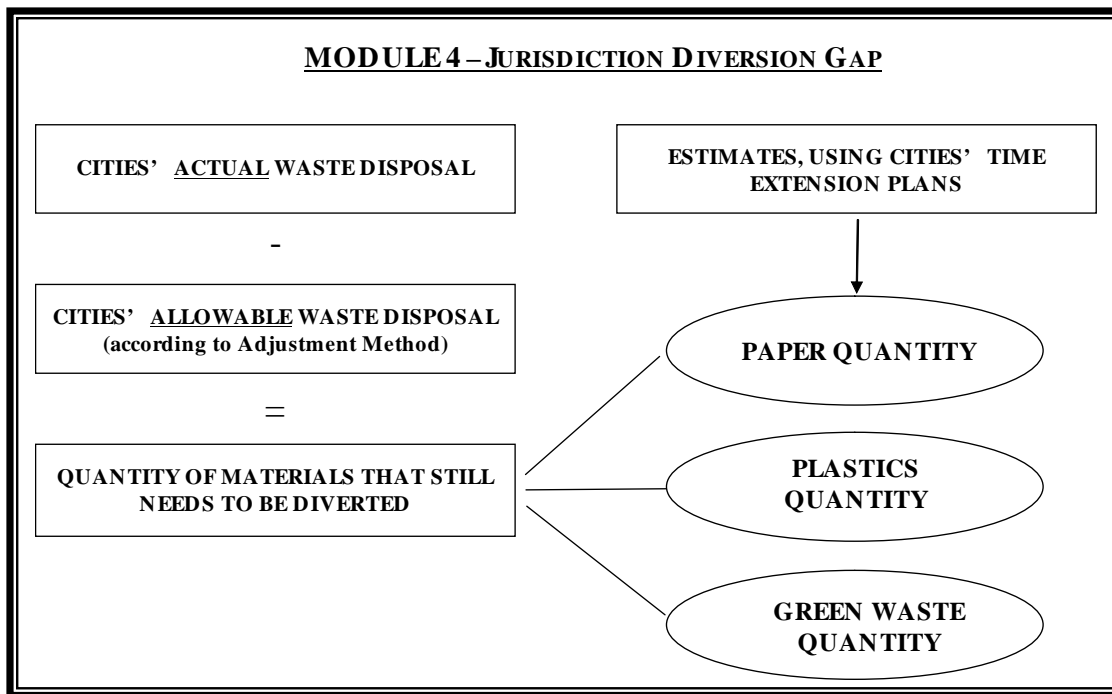 MODULE 4 – JURISDICTION DIVERSION GAP
CITIES' ACTUAL WASTE DISPOSAL
-
CITIES' ALLOWABLE WASTE DISPOSAL
(according to Adjustment Method)
=
QUANTITY OF MATERIALS THAT STILL
NEEDS TO BE DIVERTED
ESTIMATES, USING CITIES' TIME
EXTENSION PLANS
PAPER QUANTITY
PLASTICS
QUANTITY
GREEN WASTE
QUANTITY